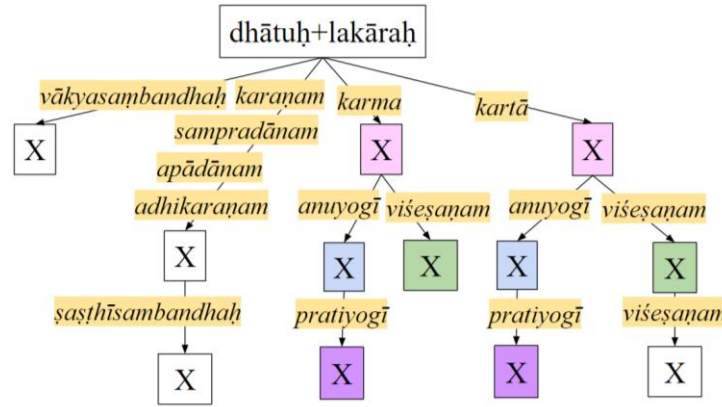 dhātuḥ+lakāraḥ
vākyasaṃbandhaḥ karaṇam karma kartā
sampradānam
apādānam
adhikaraṇam
X X X
anuyogī viśeṣaṇam anuyogī viśeṣaṇam
X X X X X
ṣaṣṭhīsambandhaḥ pratiyogī pratiyogī viśeṣaṇam
X X X X